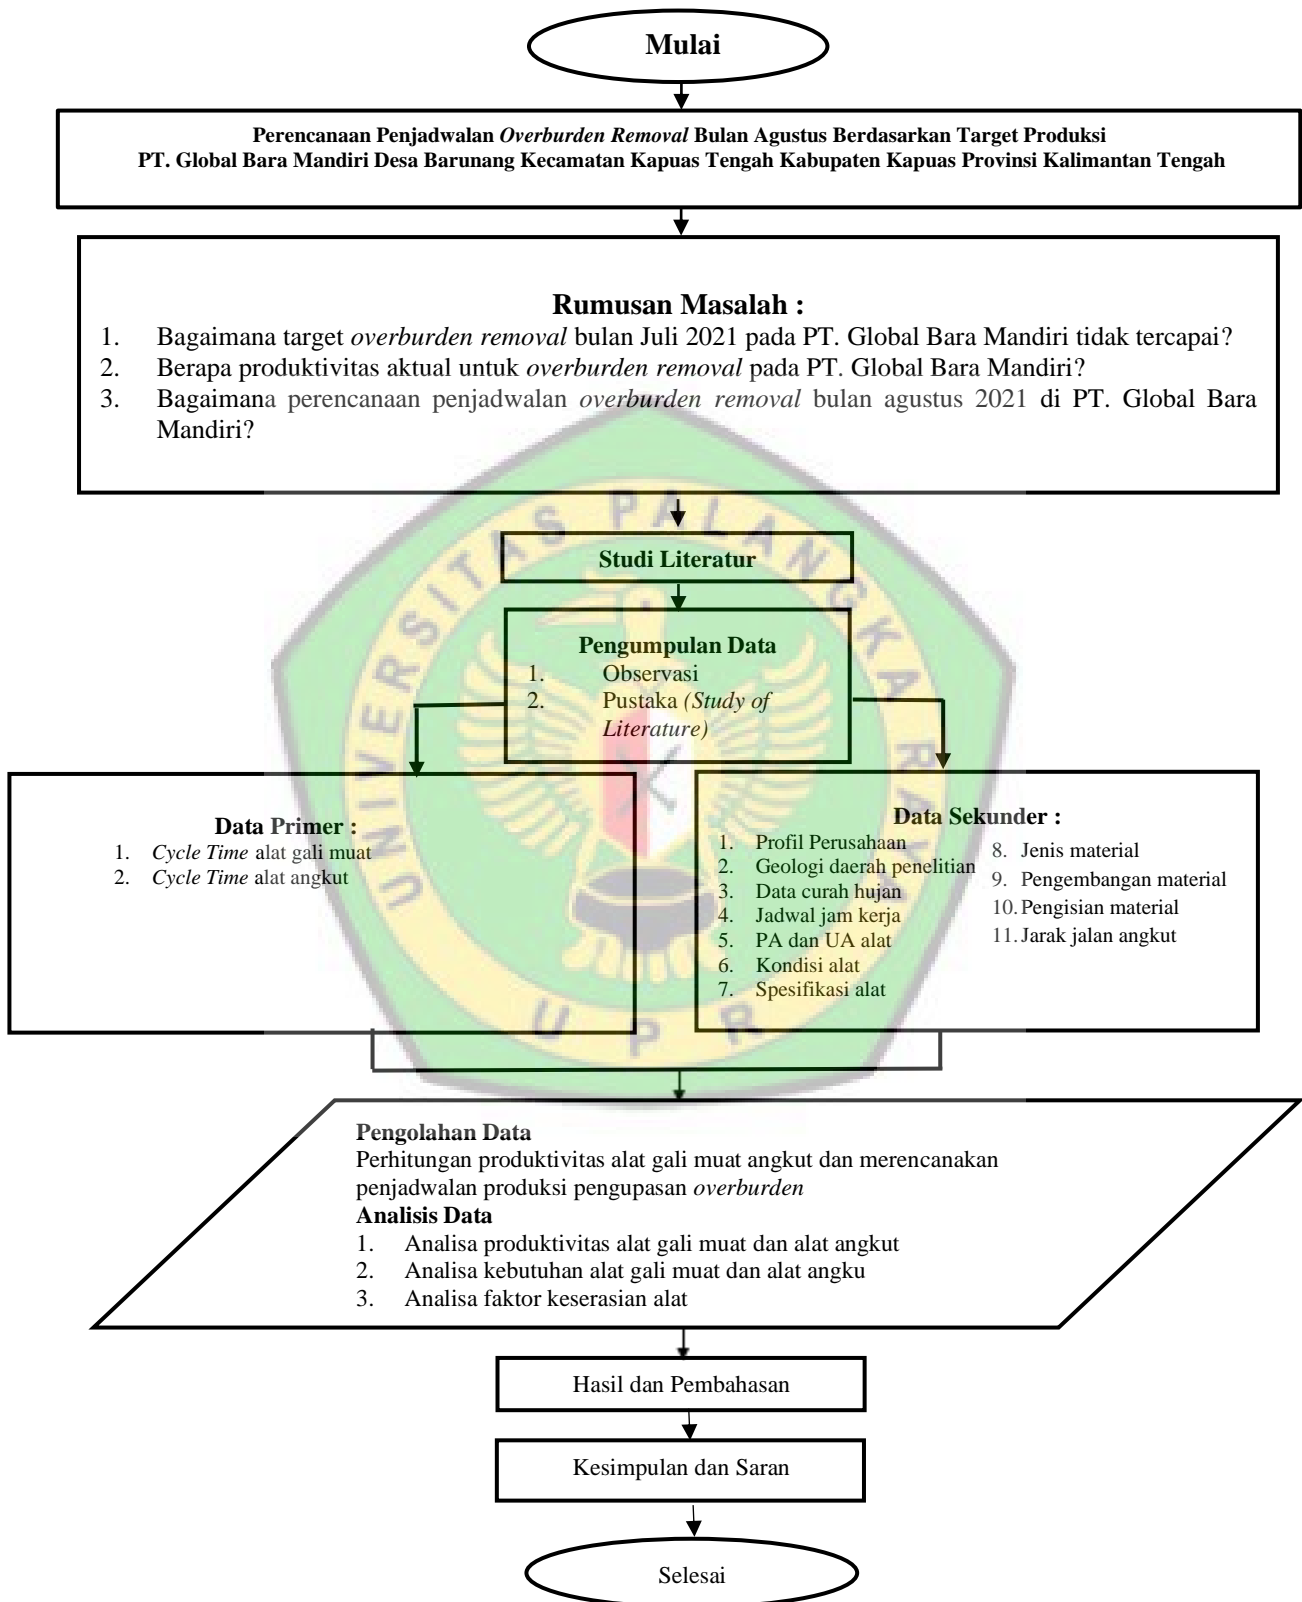 Mulai
Perencanaan Penjadwalan Overburden Removal Bulan Agustus Berdasarkan Target Produksi
PT. Global Bara Mandiri Desa Barunang Kecamatan Kapuas Tengah Kabupaten Kapuas Provinsi Kalimantan Tengah
Rumusan Masalah :
1. Bagaimana target overburden removal bulan Juli 2021 pada PT. Global Bara Mandiri tidak tercapai?
2. Berapa produktivitas aktual untuk overburden removal pada PT. Global Bara Mandiri?
3. Bagaimana perencanaan penjadwalan overburden removal bulan agustus 2021 di PT. Global Bara
Mandiri?
UNIVERSITAS PALANGKA RAYA
Studi Literatur
Pengumpulan Data
1. Observasi
2. Pustaka (Study of
Literature)
Data Primer :
1. Cycle Time alat gali muat
2. Cycle Time alat angkut
Data Sekunder :
1. Profil Perusahaan
2. Geologi daerah penelitian
3. Data curah hujan
4. Jadwal jam kerja
5. PA dan UA alat
6. Kondisi alat
7. Spesifikasi alat
8. Jenis material
9. Pengembangan material
10. Pengisian material
11. Jarak jalan angkut
U P R
Pengolahan Data
Perhitungan produktivitas alat gali muat angkut dan merencanakan
penjadwalan produksi pengupasan overburden
Analisis Data
1. Analisa produktivitas alat gali muat dan alat angkut
2. Analisa kebutuhan alat gali muat dan alat angku
3. Analisa faktor keserasian alat
Hasil dan Pembahasan
Kesimpulan dan Saran
Selesai